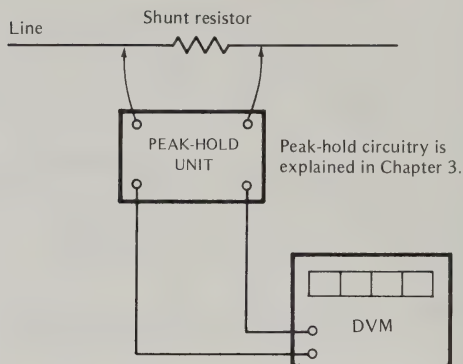 Shunt resistor
Line
PEAK-HOLD
UNIT
Peak-hold circuitry is
explained in Chapter 3.
DVM